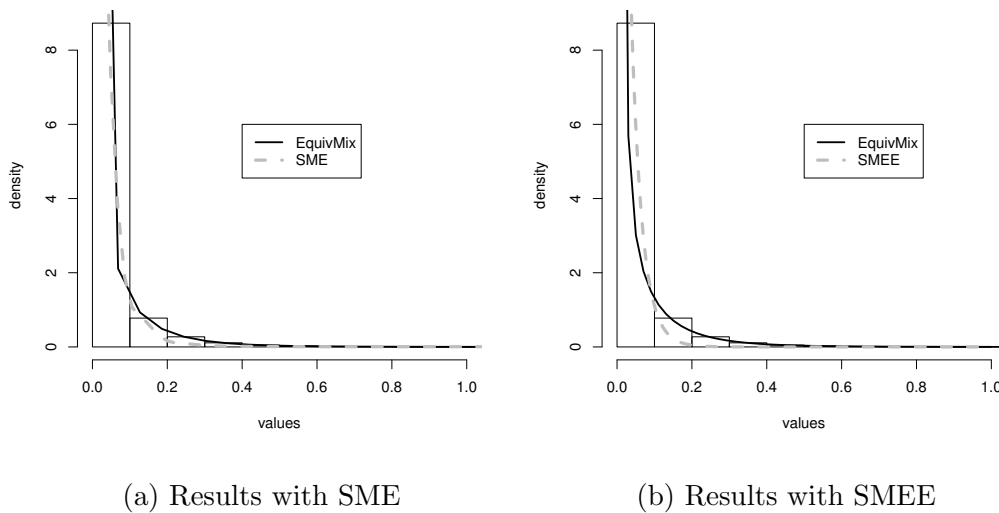 density
8
6
4
2
0
EquivMix
SME
0.0 0.2 0.4 0.6 0.8 1.0
values
(a) Results with SME
density
8
6
4
2
0
EquivMix
SMEE
0.0 0.2 0.4 0.6 0.8 1.0
values
(b) Results with SMEE